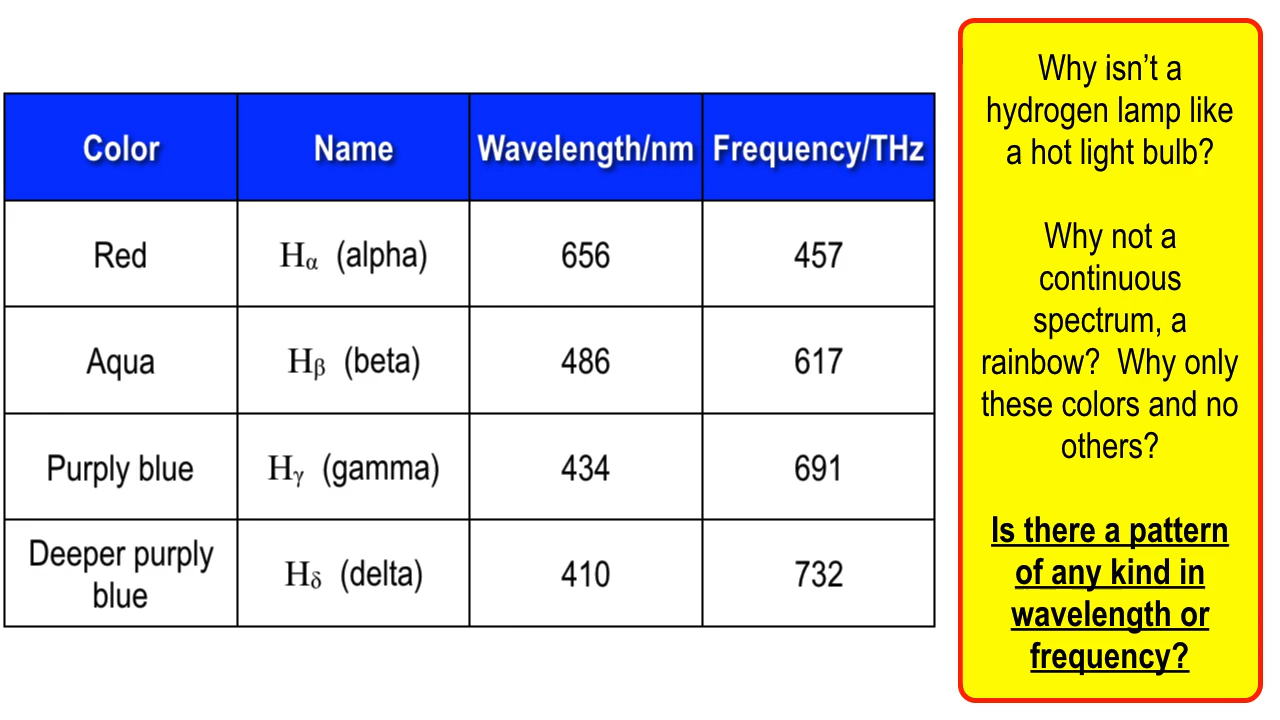 Color Name Wavelength/nm Frequency/THz
Red Hα (alpha) 656 457
Aqua Hβ (beta) 486 617
Purply blue Hγ (gamma) 434 691
Deeper purply
blue Hδ (delta) 410 732
Why isn’t a
hydrogen lamp like
a hot light bulb?
Why not a
continuous
spectrum, a
rainbow?  Why only
these colors and no
others?
Is there a pattern
of any kind in
wavelength or
frequency?